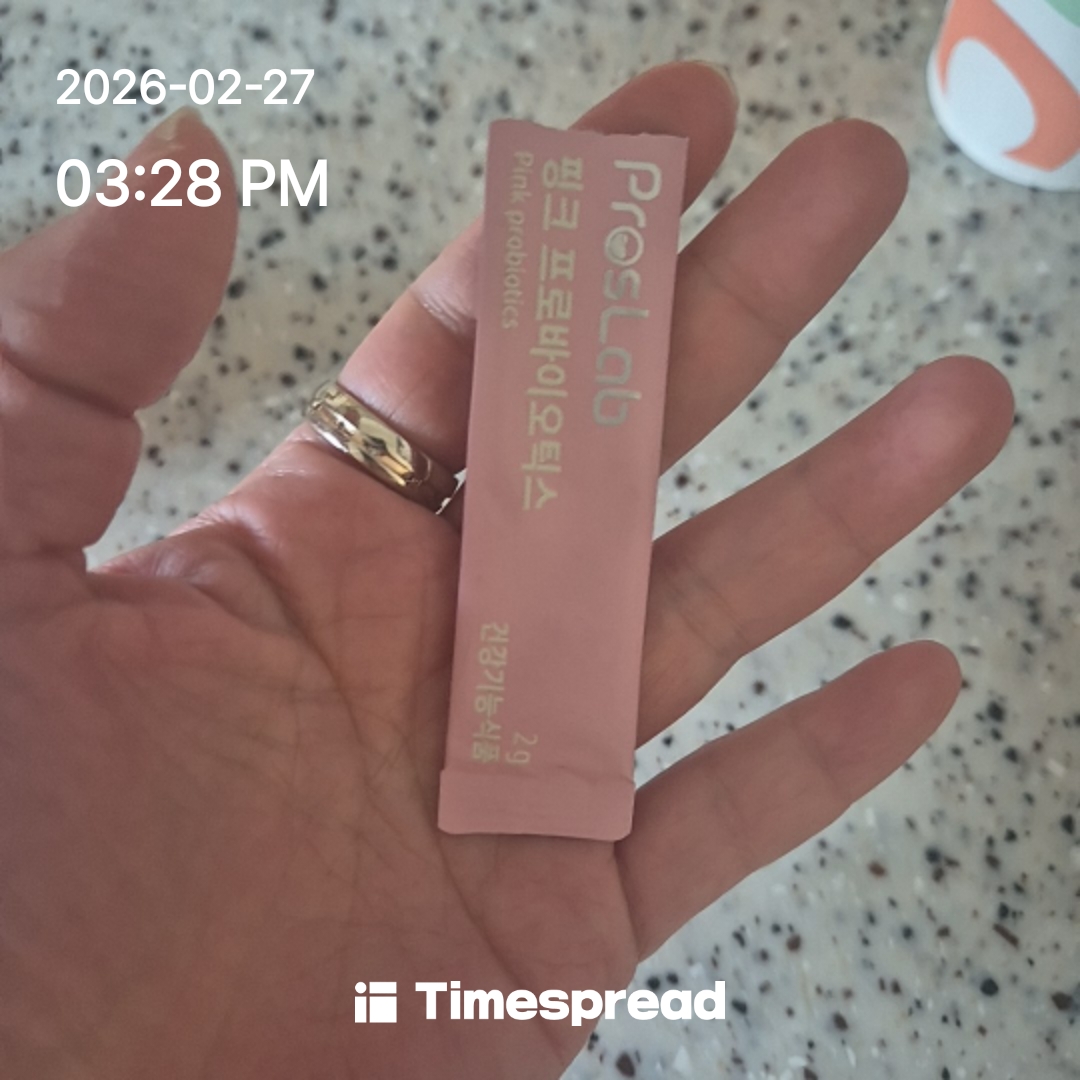 2026-02-27
03:28 PM
ProsLab
핑크 프로바이오틱스
Pink probiotics
2g
건강기능식품
Timespread